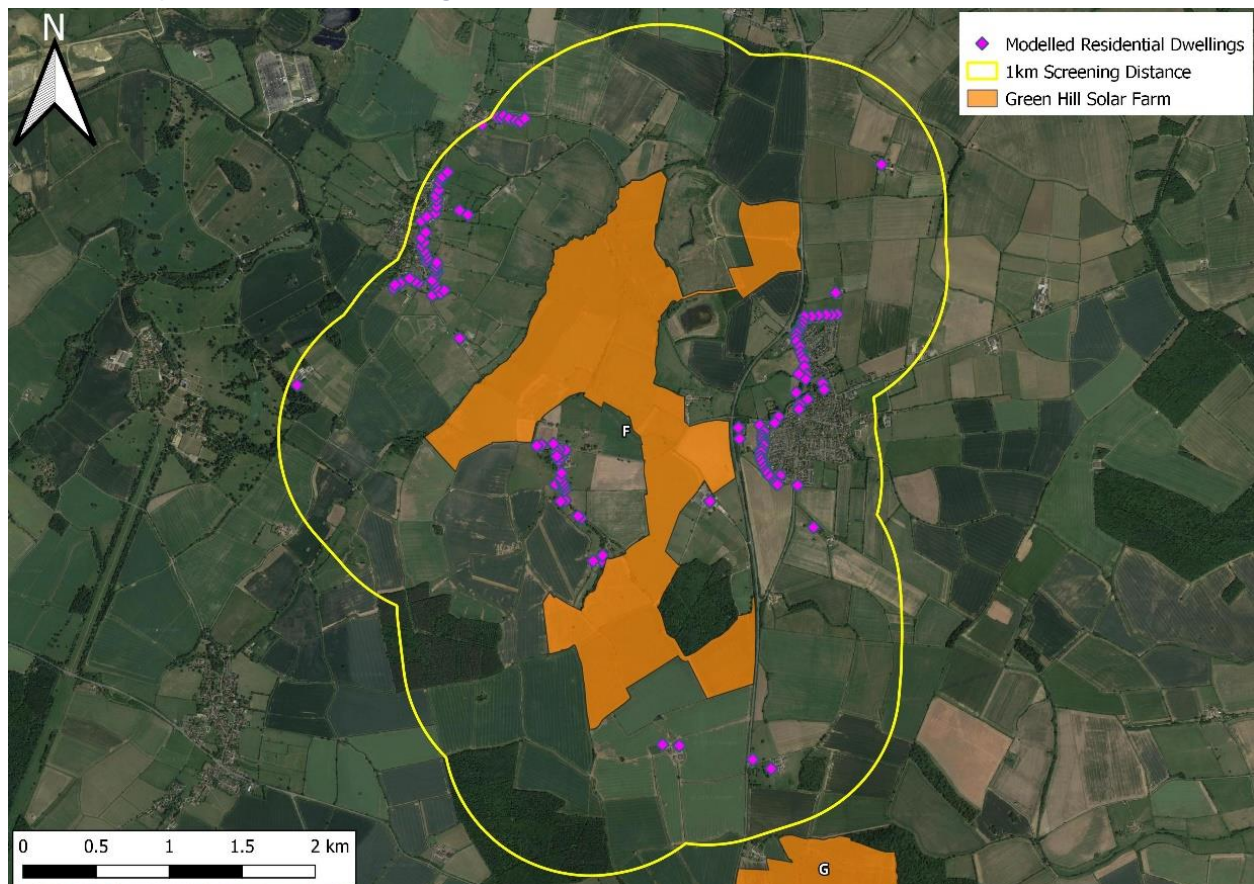 N
Modelled Residential Dwellings
1km Screening Distance
Green Hill Solar Farm
F
0 0.5 1 1.5 2 km
G